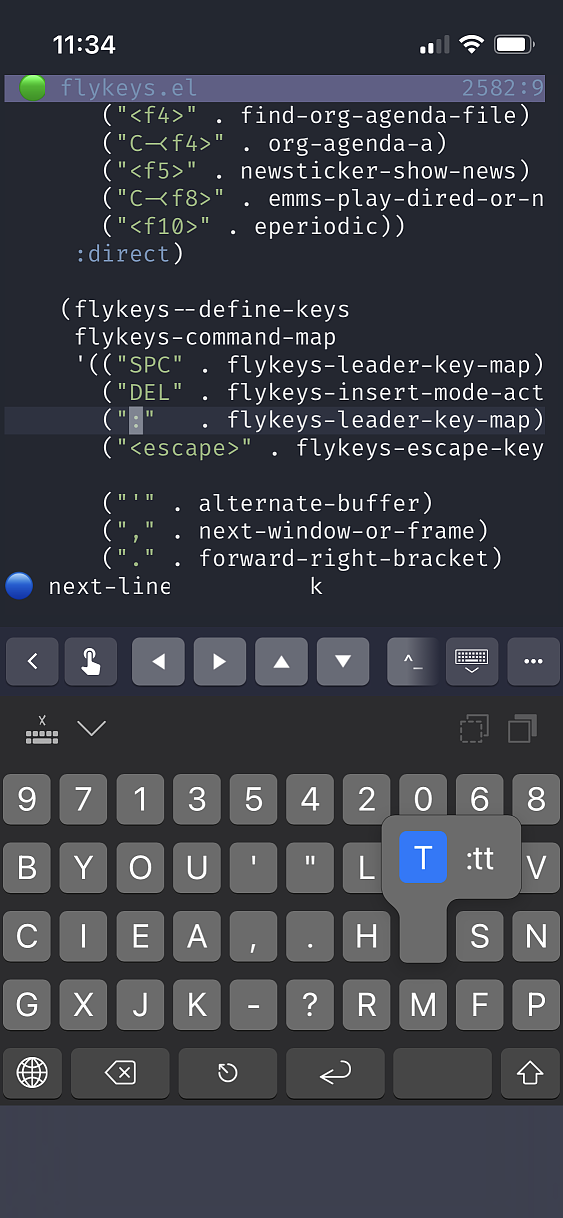 11:34
flykeys.el 2582:9
("<f4>" . find-org-agenda-file)
("C-<f4>" . org-agenda-a)
("<f5>" . newsticker-show-news)
("C-<f8>" . emms-play-dired-or-n
("<f10>" . eperiodic))
:direct)
(flykeys--define-keys
flykeys-command-map
'(("SPC" . flykeys-leader-key-map)
("DEL" . flykeys-insert-mode-act
(":" . flykeys-leader-key-map)
("<escape>" . flykeys-escape-key
("'" . alternate-buffer)
("," . next-window-or-frame)
("." . forward-right-bracket)
next-line k
^_ •••
X
9 7 1 3 5 4 2 0 6 8
B Y O U ' " L T :tt V
C I E A , . H S N
G X J K - ? R M F P